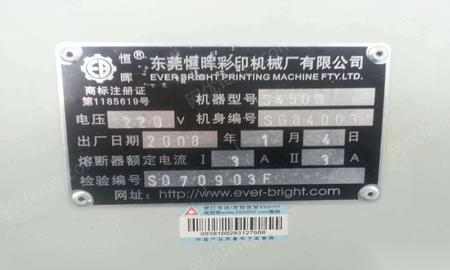 恒晖
EB
东莞恒晖彩印机械厂有限公司
EVER BRIGHT PRINTING MACHINE FTY.LTD.
商标注册证
第1185619号
机器型号 S450S
电压 220 V 机身编号 SG84003
出厂日期 2008 年 1 月 4 日
熔断器额定电流 I 3 A II 3 A
检验编号 S070903F
网址：http://www.ever-bright.com
0939100293127908